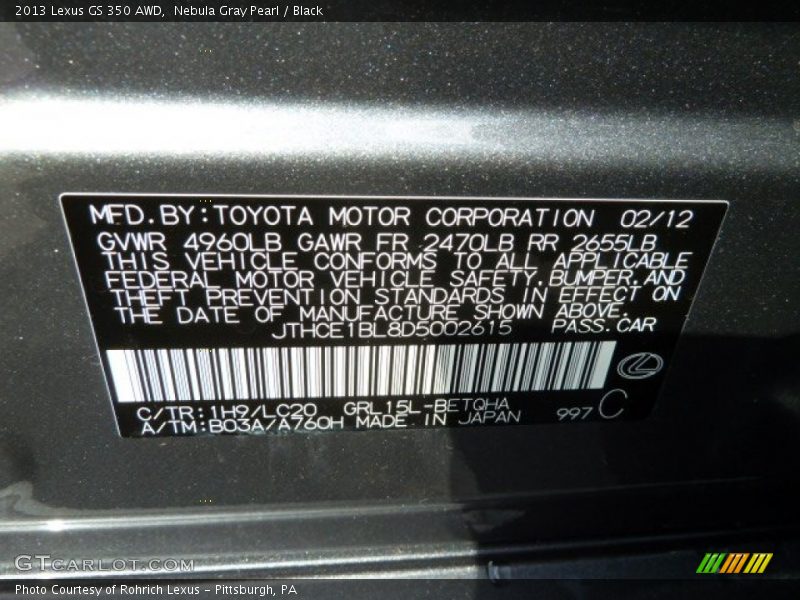 2013 Lexus GS 350 AWD, Nebula Gray Pearl / Black
MFD. BY: TOYOTA MOTOR CORPORATION 02/12
GVWR 4960LB GAWR FR 2470LB RR 2655LB
THIS VEHICLE CONFORMS TO ALL APPLICABLE
FEDERAL MOTOR VEHICLE SAFETY, BUMPER, AND
THEFT PREVENTION STANDARDS IN EFFECT ON
THE DATE OF MANUFACTURE SHOWN ABOVE.
JTHCE1BL8D5002615 PASS. CAR
C/TR: 1H9/LC20 GRL15L-BETQHA
A/TM: B03A/A760H MADE IN JAPAN 997 C
GTCARLOT.COM
Photo Courtesy of Rohrich Lexus - Pittsburgh, PA